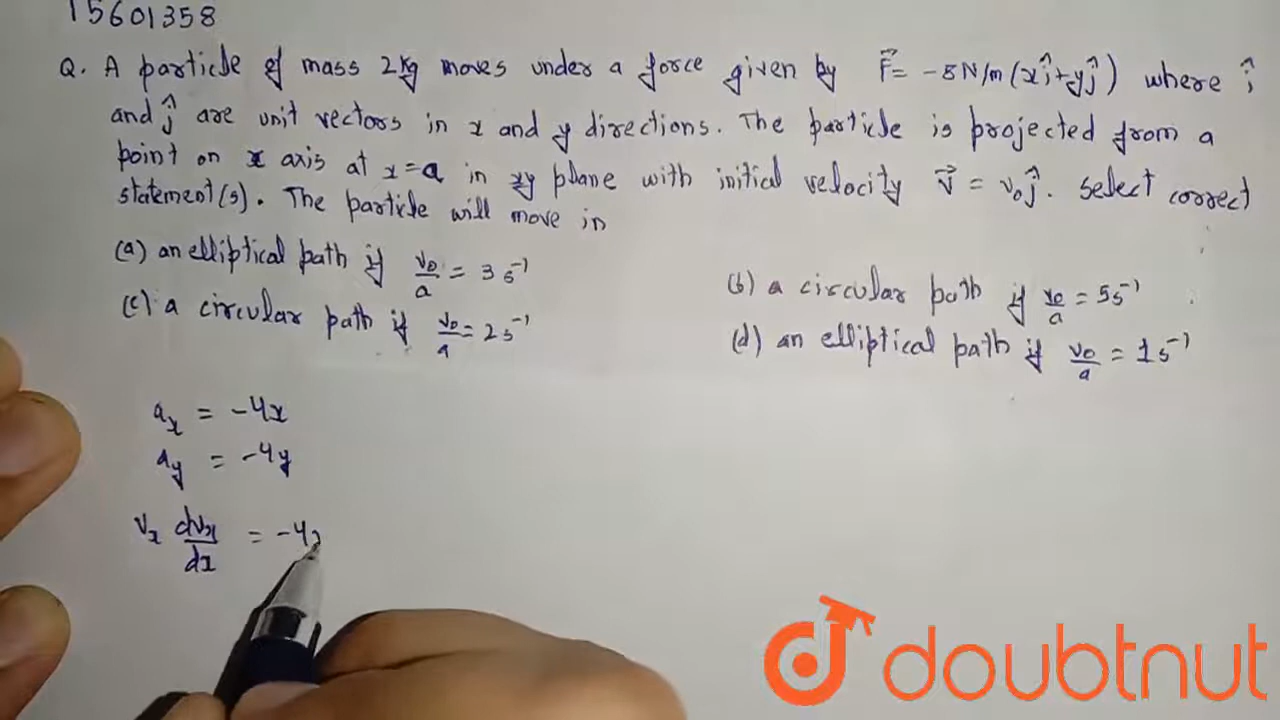 15601358
Q. A particle of mass 2kg moves under a force given by F⃗ = -8N/m (xî+yĵ) where î
and ĵ are unit vectors in x and y directions. The particle is projected from a
point on x axis at x=a in xy plane with initial velocity v⃗ = v₀ĵ. Select correct
statement(s). The particle will move in
(a) an elliptical path if v₀/a = 3 s⁻¹
(b) a circular path if v₀/a = 5s⁻¹
(c) a circular path if v₀/a = 2 s⁻¹
(d) an elliptical path if v₀/a = 1 s⁻¹
aₓ = -4x
a_y = -4y
vₓ dvₓ/dx = -4x
doubtnut